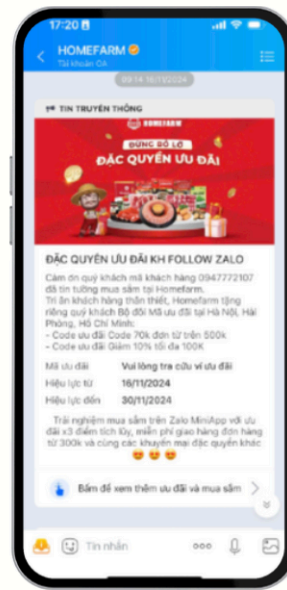 17:20
HOMEFARM
Tài khoản OA
09:14 16/11/2024
TIN TRUYỀN THÔNG
HOMEFARM
ĐỪNG BỎ LỠ
ĐẶC QUYỀN ƯU ĐÃI
ĐẶC QUYỀN ƯU ĐÃI KH FOLLOW ZALO
Cảm ơn quý khách mã khách hàng 0947772107
đã tin tưởng mua sắm tại Homefarm.
Tri ân khách hàng thân thiết, Homefarm tặng
riêng quý khách Bộ đôi Mã ưu đãi tại Hà Nội, Hải
Phòng, Hồ Chí Minh:
- Code ưu đãi Code 70k đơn từ trên 500k
- Code ưu đãi Giảm 10% tối đa 100K
Mã ưu đãi Vui lòng tra cứu ví ưu đãi
Hiệu lực từ 16/11/2024
Hiệu lực đến 30/11/2024
Trải nghiệm mua sắm trên Zalo MiniApp với ưu
đãi x3 điểm tích lũy, miễn phí giao hàng đơn hàng
từ 300k và cùng các khuyến mại đặc quyền khác
Bấm để xem thêm ưu đãi và mua sắm
Tin nhắn